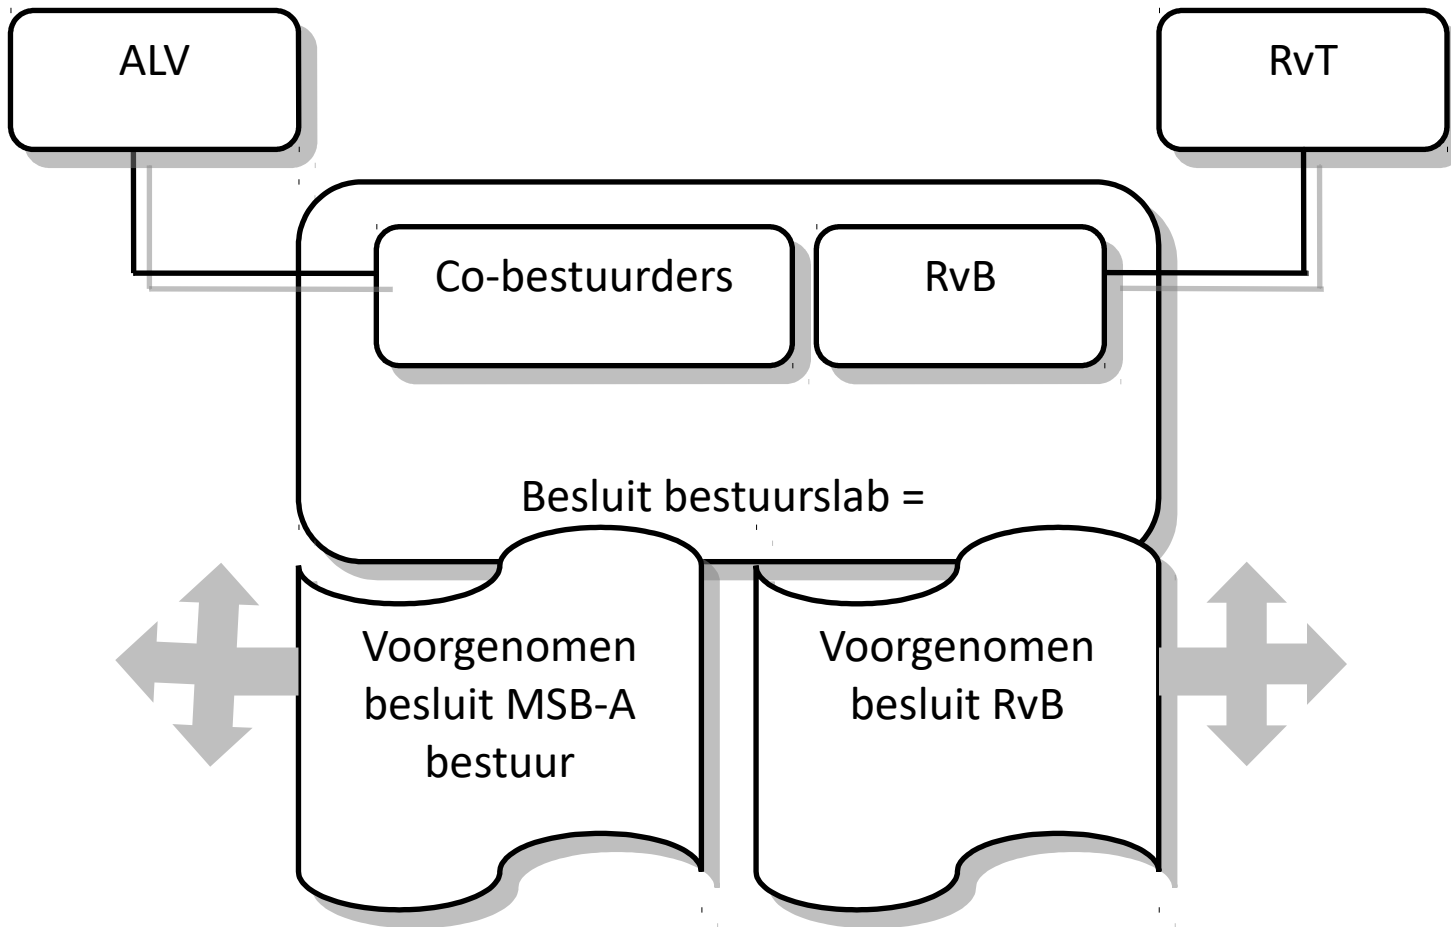 ALV
RvT
Co-bestuurders
RvB
Besluit bestuurslab =
Voorgenomen
besluit MSB-A
bestuur
Voorgenomen
besluit RvB